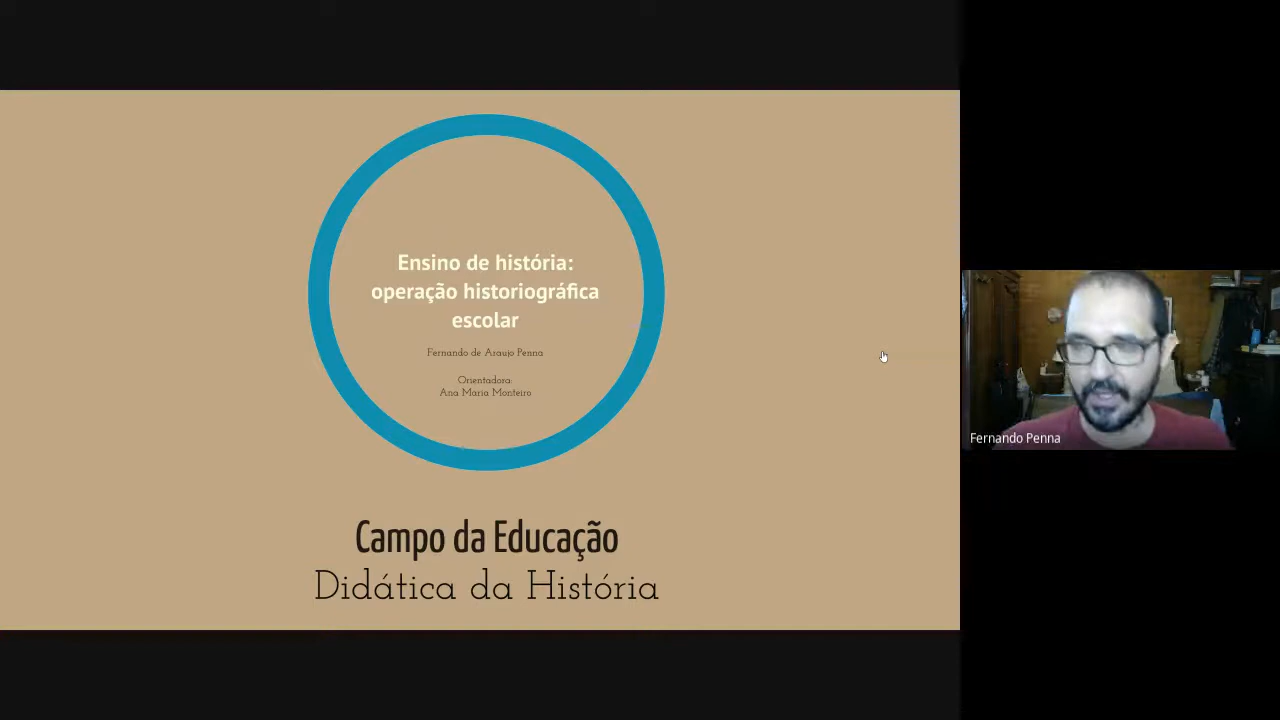 Ensino de história:
operação historiográfica
escolar
Fernando de Araujo Penna
Orientadora:
Ana Maria Monteiro
Campo da Educação
Didática da História
Fernando Penna